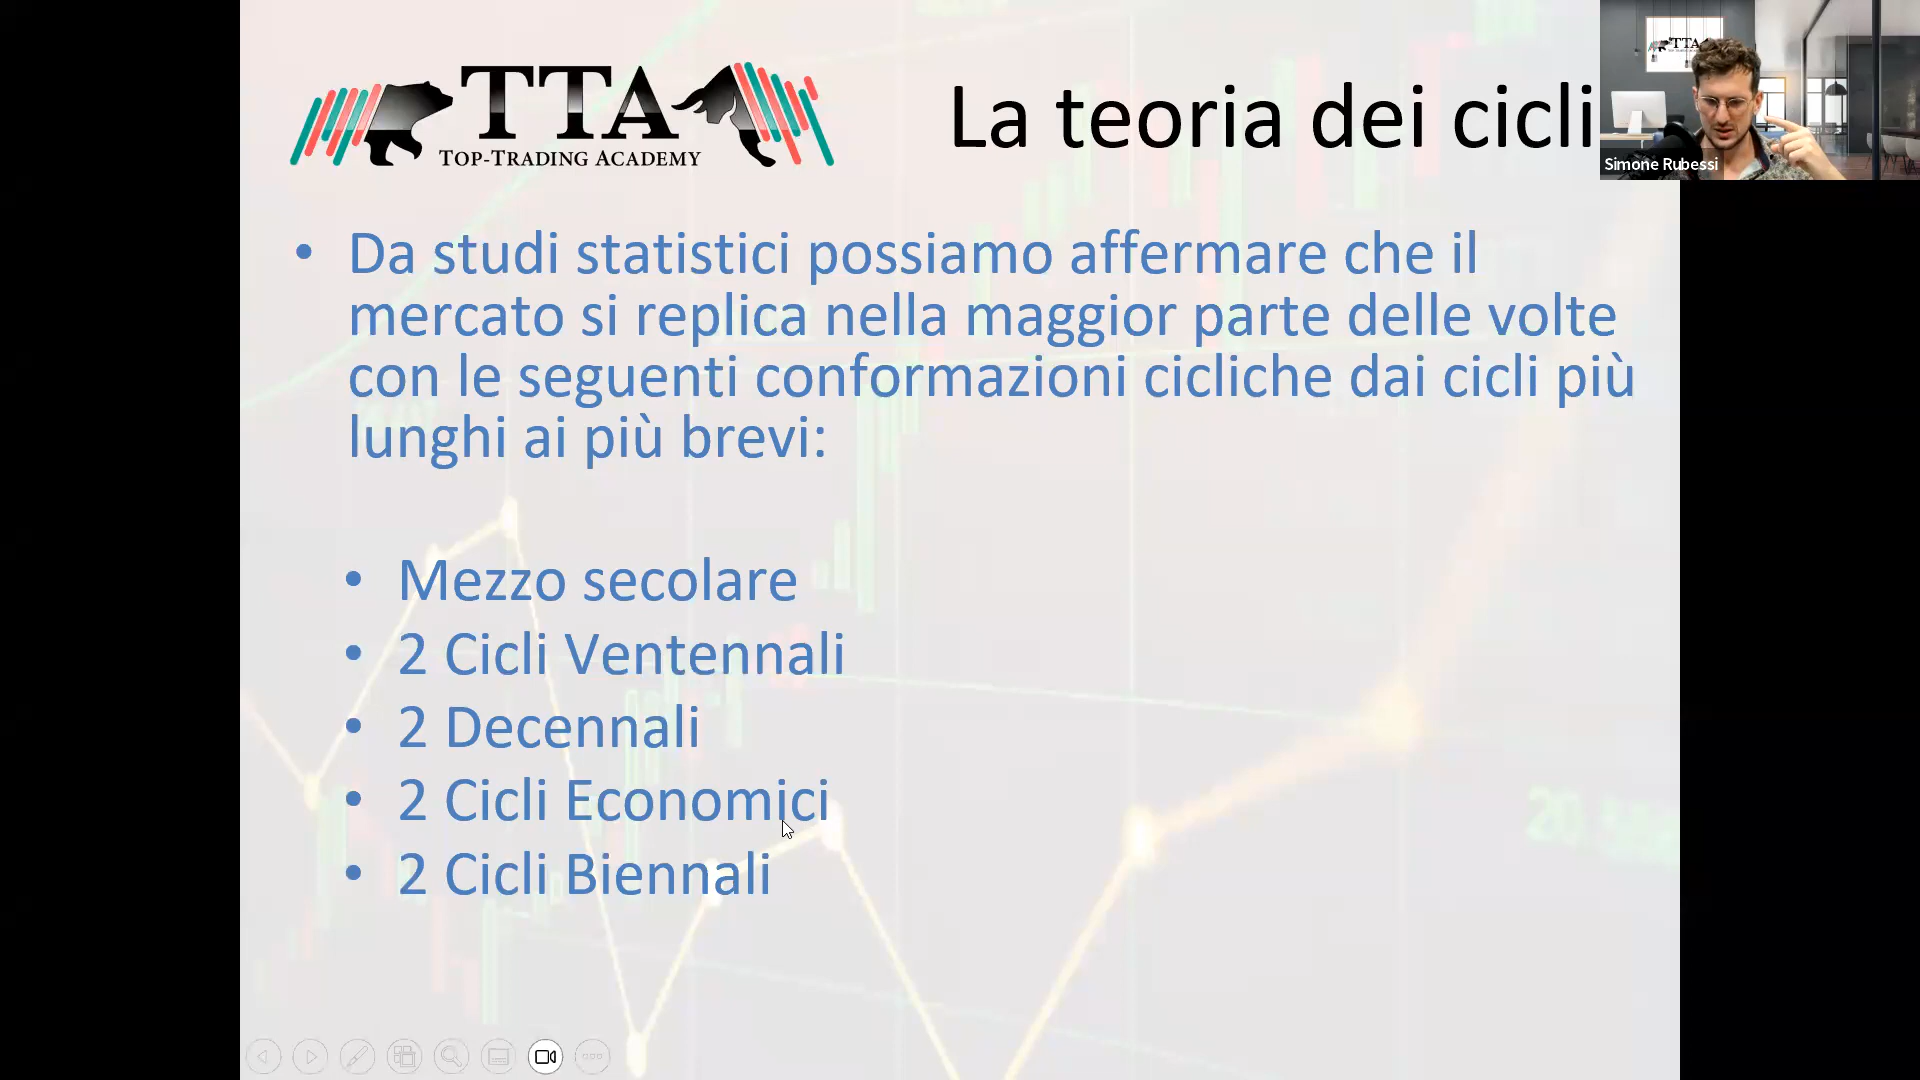 TTA
TOP-TRADING ACADEMY
La teoria dei cicli
TTA
Simone Rubessi
• Da studi statistici possiamo affermare che il
mercato si replica nella maggior parte delle volte
con le seguenti conformazioni cicliche dai cicli più
lunghi ai più brevi:
• Mezzo secolare
• 2 Cicli Ventennali
• 2 Decennali
• 2 Cicli Economici
• 2 Cicli Biennali